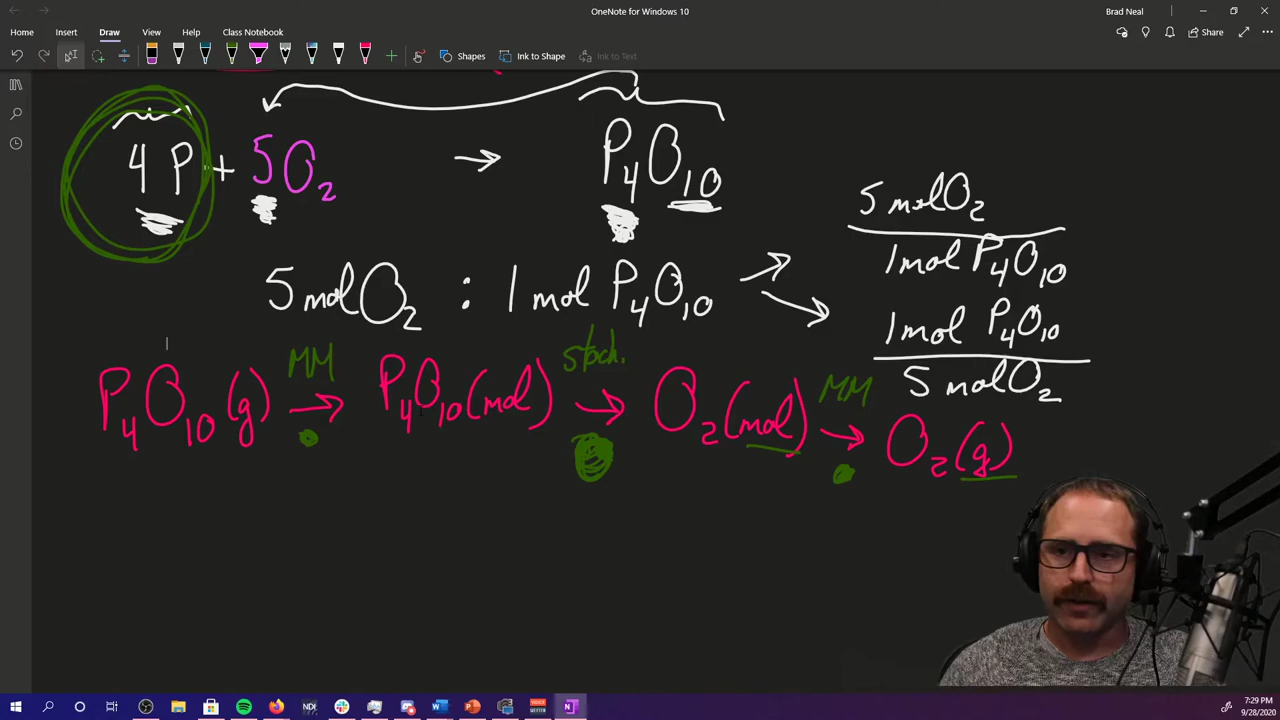 OneNote for Windows 10
Brad Neal
Home Insert Draw View Help Class Notebook
Share
Shapes Ink to Shape Ink to Text
4 P + 5O2 → P4O10
5 mol O2 : 1 mol P4O10
5 mol O2
1 mol P4O10
1 mol P4O10
5 mol O2
MM stoch. MM
P4O10 (g) → P4O10 (mol) → O2 (mol) → O2 (g)
7:29 PM
9/28/2020